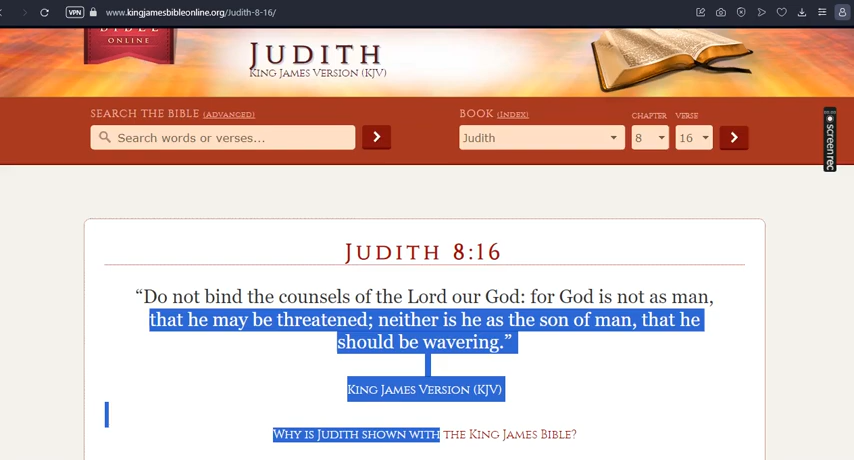 VPN www.kingjamesbibleonline.org/Judith-8-16/
BIBLE
ONLINE
JUDITH
KING JAMES VERSION (KJV)
SEARCH THE BIBLE (ADVANCED)
BOOK (INDEX)
CHAPTER VERSE
Search words or verses...
Judith
8
16
screenrec
JUDITH 8:16
“Do not bind the counsels of the Lord our God: for God is not as man,
that he may be threatened; neither is he as the son of man, that he
should be wavering.”
KING JAMES VERSION (KJV)
WHY IS JUDITH SHOWN WITH THE KING JAMES BIBLE?